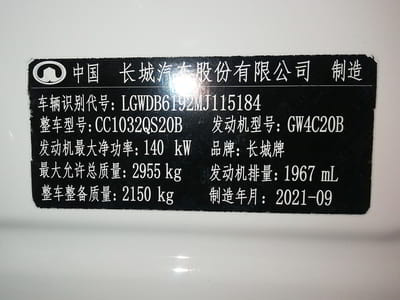 中国 长城汽车股份有限公司 制造
车辆识别代号: LGWDB6192MJ115184
整车型号: CC1032QS20B 发动机型号: GW4C20B
发动机最大净功率: 140 kW 品牌: 长城牌
最大允许总质量: 2955 kg 发动机排量: 1967 mL
整车整备质量: 2150 kg 制造年月: 2021-09